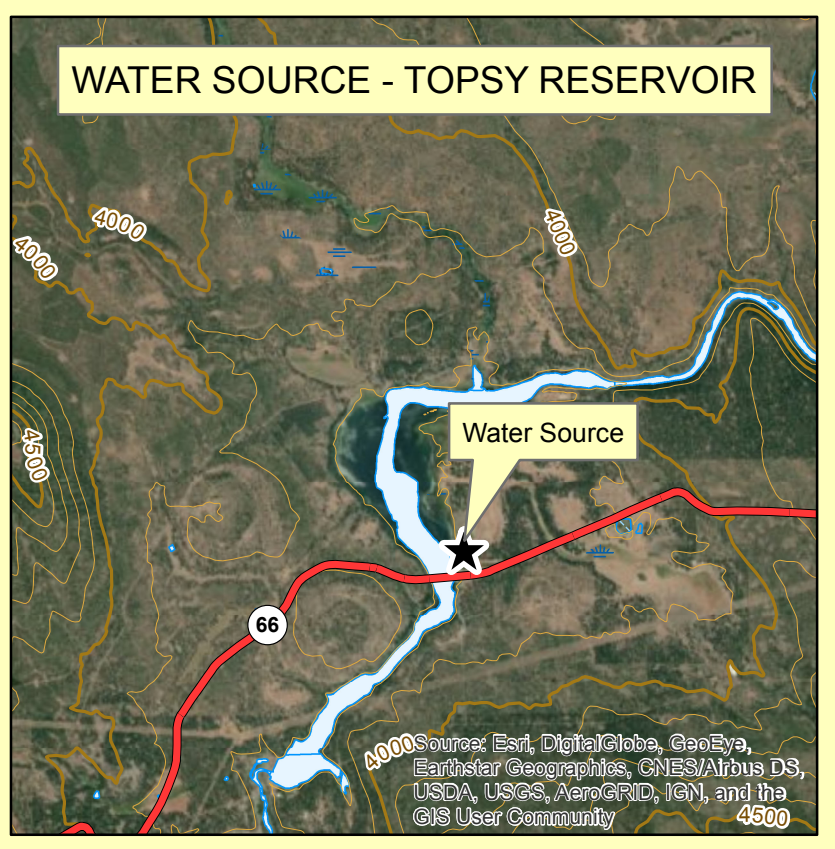 WATER SOURCE - TOPSY RESERVOIR
4000
4000
4000
4500
Water Source
66
4000
Source: Esri, DigitalGlobe, GeoEye,
Earthstar Geographics, CNES/Airbus DS,
USDA, USGS, AeroGRID, IGN, and the
GIS User Community
4500